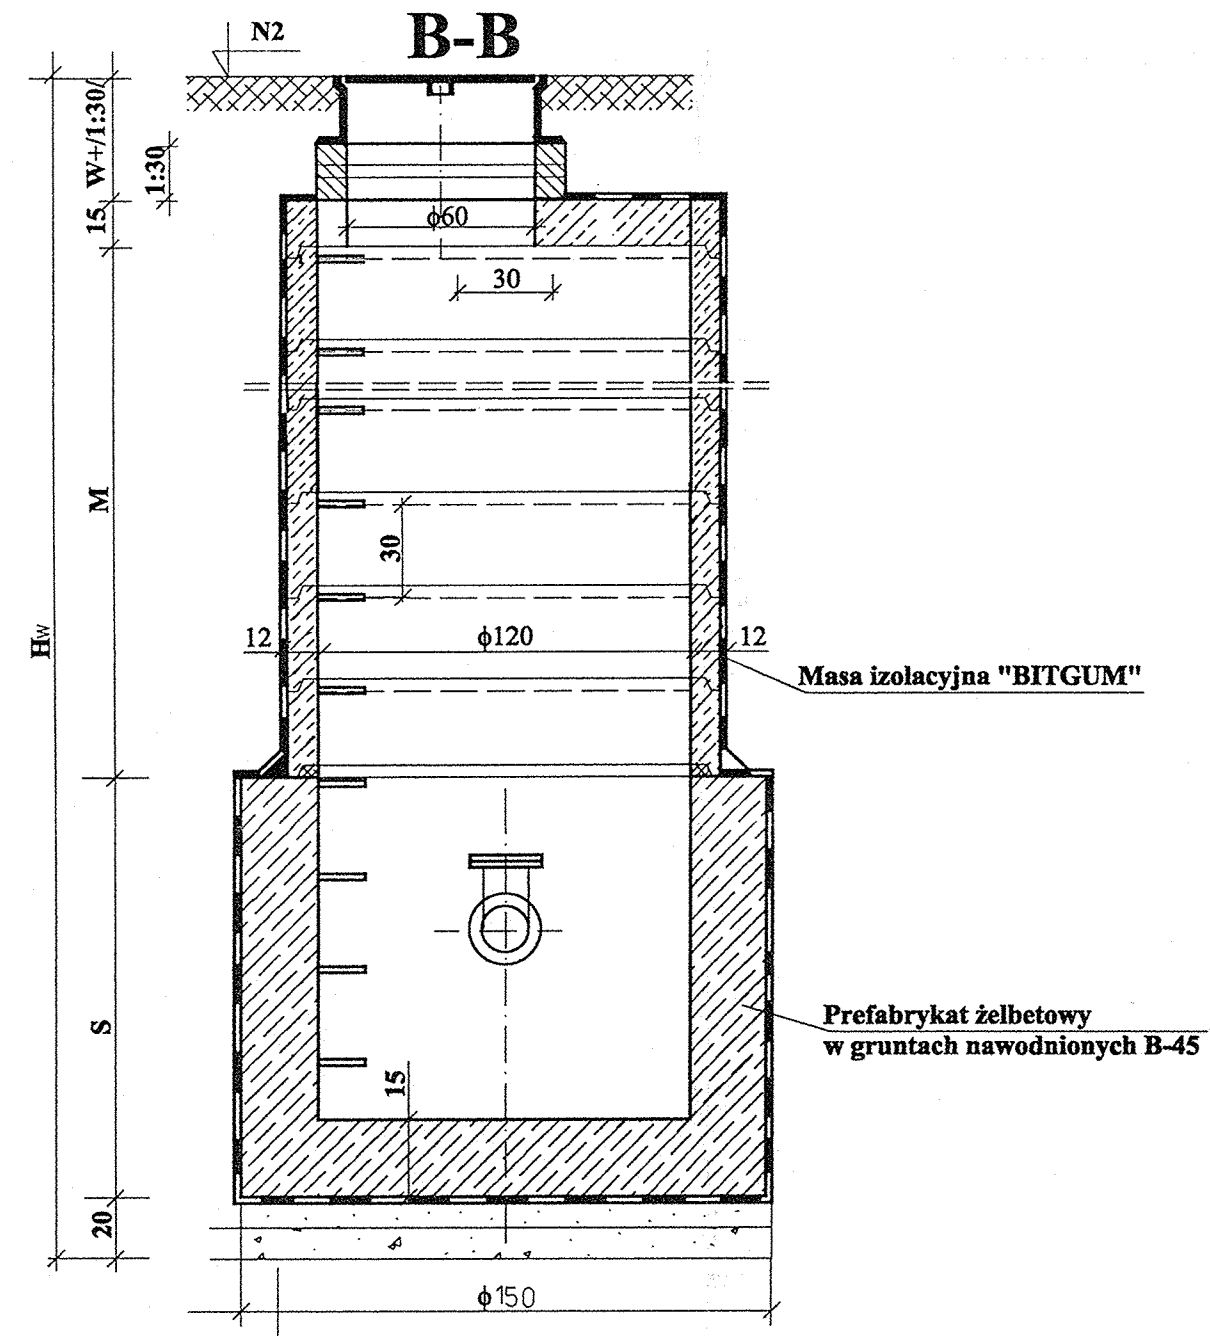 B-B
N2
W+/1:30/
1:30
15
ϕ60
30
M
30
12
ϕ120
12
Hw
Masa izolacyjna "BITGUM"
S
Prefabrykat żelbetowy
w gruntach nawodnionych B-45
15
20
ϕ150